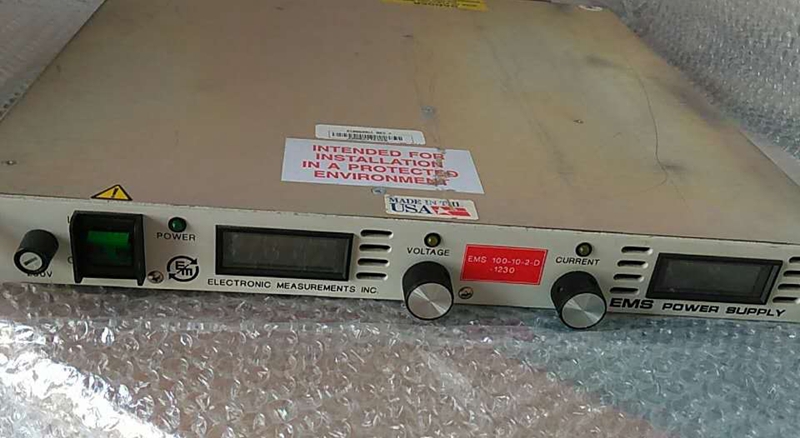 INTENDED FOR
INSTALLATION
IN A PROTECTED
ENVIRONMENT
MADE IN
USA
POWER
ELECTRONIC MEASUREMENTS INC.
VOLTAGE
EMS 100-10-2-D
-1230
CURRENT
EMS POWER SUPPLY